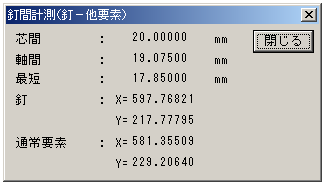 釘間計測(釘－他要素)
芯間 : 20.00000 mm 閉じる
軸間 : 19.07500 mm
最短 : 17.85000 mm
釘 : X= 597.76821
Y= 217.77795
通常要素 : X= 581.35509
Y= 229.20640